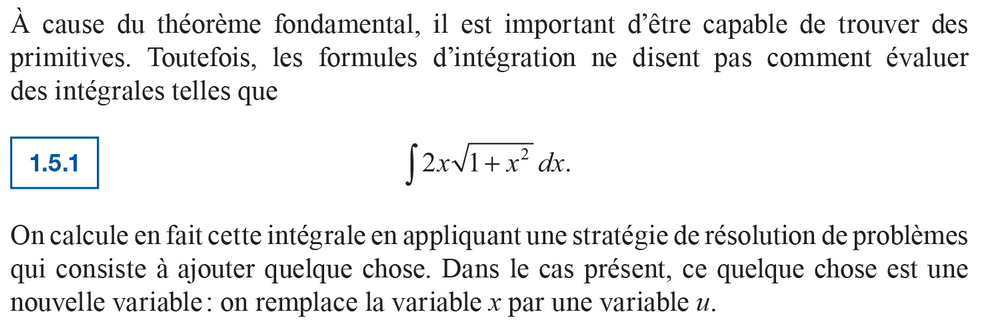 À cause du théorème fondamental, il est important d’être capable de trouver des
primitives. Toutefois, les formules d’intégration ne disent pas comment évaluer
des intégrales telles que
1.5.1 ∫ 2x√(1 + x²) dx.
On calcule en fait cette intégrale en appliquant une stratégie de résolution de problèmes
qui consiste à ajouter quelque chose. Dans le cas présent, ce quelque chose est une
nouvelle variable : on remplace la variable x par une variable u.